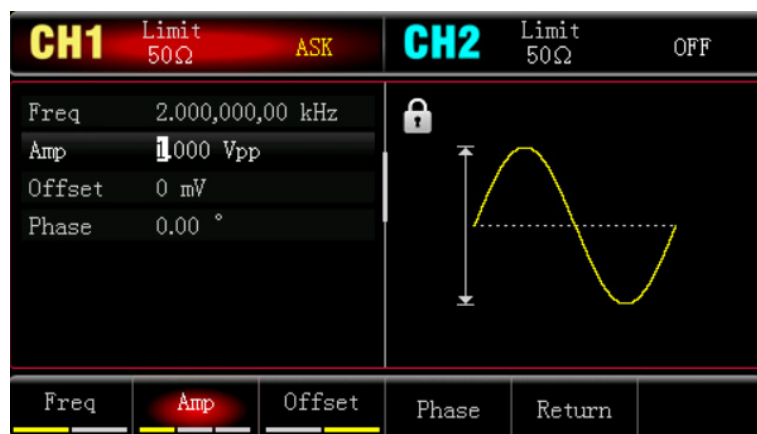 CH1 Limit 50Ω ASK CH2 Limit 50Ω OFF
Freq 2.000,000,00 kHz
Amp 1.000 Vpp
Offset 0 mV
Phase 0.00 °
Freq Amp Offset Phase Return